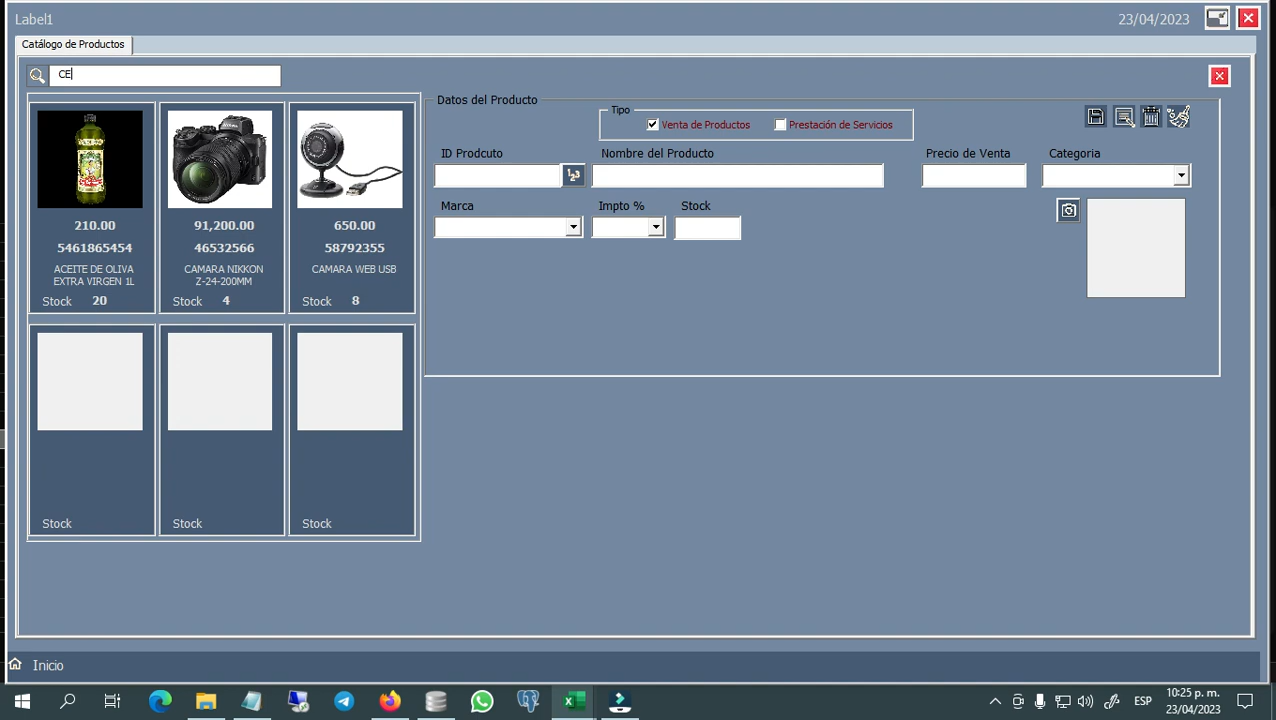 Label1
23/04/2023
Catálogo de Productos
CE
Datos del Producto
Tipo
Venta de Productos
Prestación de Servicios
ID Prodcuto
Nombre del Producto
Precio de Venta
Categoria
123
Marca
Impto %
Stock
210.00
5461865454
ACEITE DE OLIVA
EXTRA VIRGEN 1L
Stock 20
91,200.00
46532566
CAMARA NIKKON
Z-24-200MM
Stock 4
650.00
58792355
CAMARA WEB USB
Stock 8
Stock
Stock
Stock
Inicio
ESP
10:25 p. m.
23/04/2023